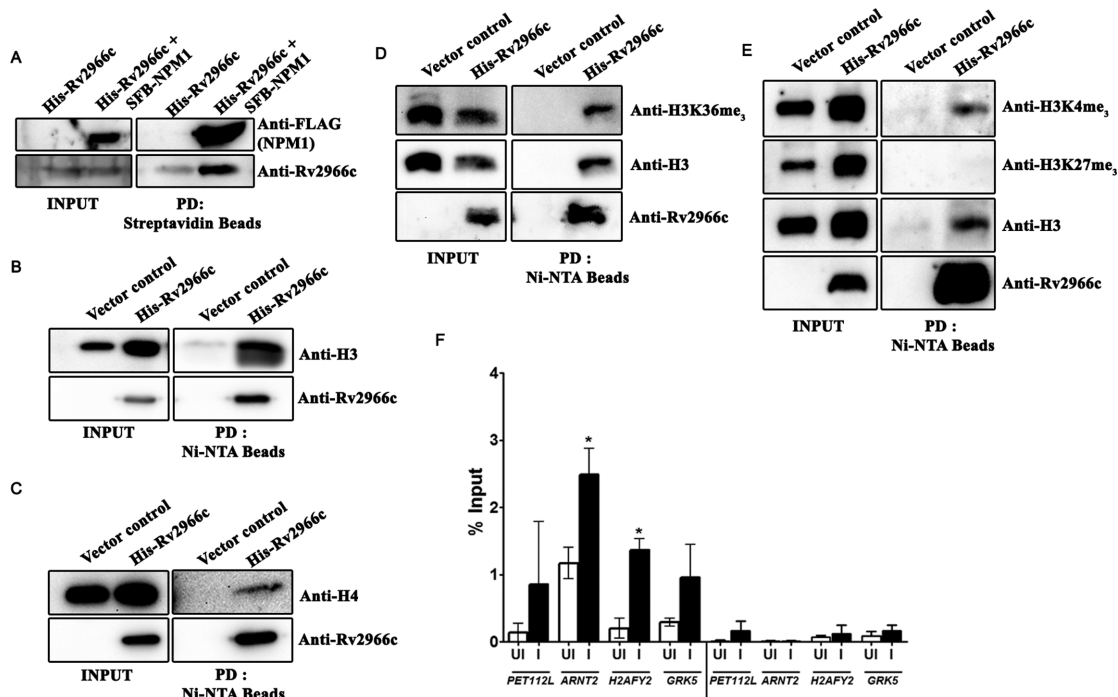 A
His-Rv2966c
His-Rv2966c +
SFB-NPM1
His-Rv2966c
His-Rv2966c +
SFB-NPM1
Anti-FLAG
(NPM1)
Anti-Rv2966c
INPUT
PD:
Streptavidin Beads
B
Vector control
His-Rv2966c
Vector control
His-Rv2966c
Anti-H3
Anti-Rv2966c
INPUT
PD :
Ni-NTA Beads
C
Vector control
His-Rv2966c
Vector control
His-Rv2966c
Anti-H4
Anti-Rv2966c
INPUT
PD :
Ni-NTA Beads
D
Vector control
His-Rv2966c
Vector control
His-Rv2966c
Anti-H3K36me3
Anti-H3
Anti-Rv2966c
INPUT
PD :
Ni-NTA Beads
E
Vector control
His-Rv2966c
Vector control
His-Rv2966c
Anti-H3K4me3
Anti-H3K27me3
Anti-H3
Anti-Rv2966c
INPUT
PD :
Ni-NTA Beads
F
% Input
4
3
2
1
0
*
*
UI I UI I UI I UI I UI I UI I UI I UI I
PET112L ARNT2 H2AFY2 GRK5 PET112L ARNT2 H2AFY2 GRK5